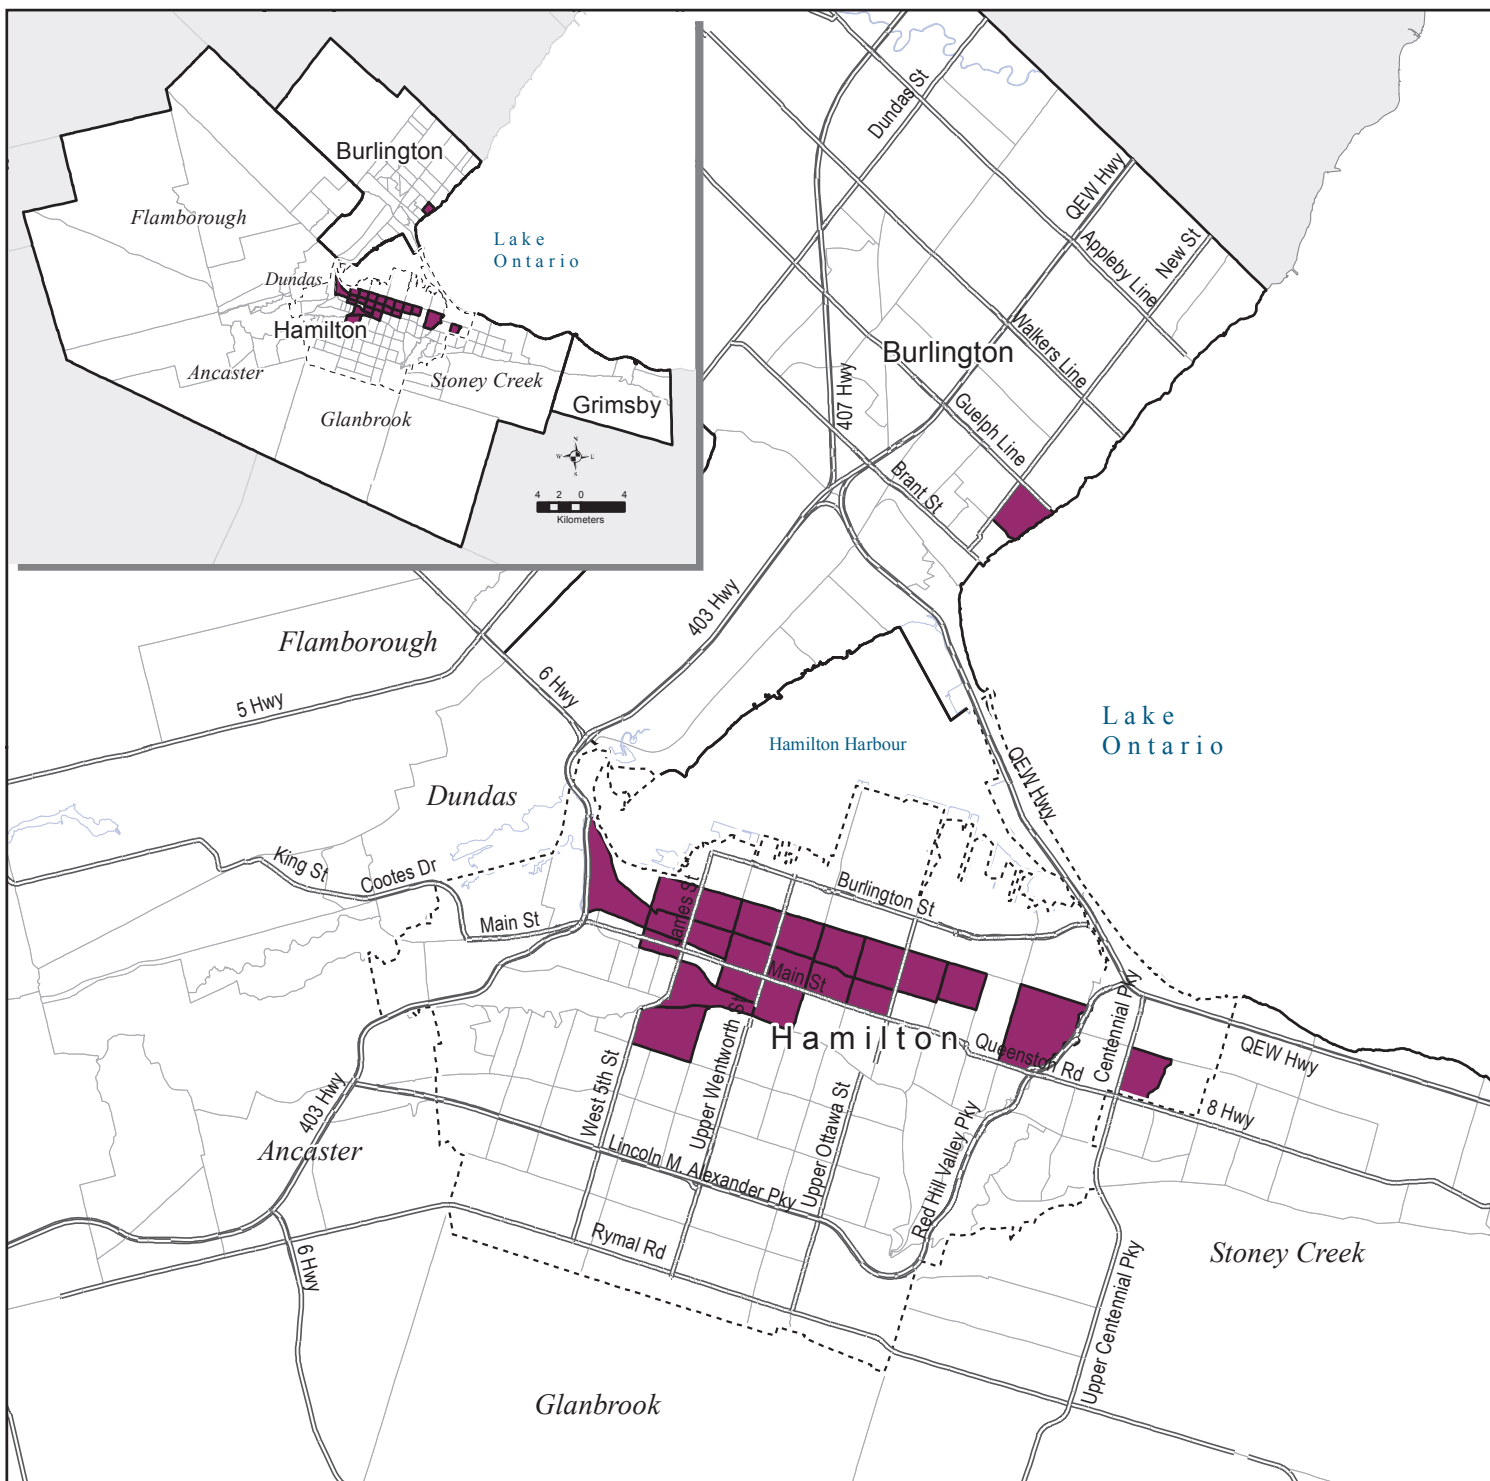 Burlington
Flamborough
Lake
Ontario
Dundas
Hamilton
Ancaster
Stoney Creek
Grimsby
Glanbrook
N
W
E
S
4 2 0 4
Kilometers
Dundas St
QEW Hwy
Appleby Line
New St
Walkers Line
Burlington
407 Hwy
Guelph Line
Brant St
403 Hwy
Flamborough
6 Hwy
5 Hwy
Lake
Ontario
Hamilton Harbour
QEW Hwy
Dundas
King St
Cootes Dr
Main St
James St
Burlington St
Main St
Hamilton
Queenston Rd
Centennial Pky
QEW Hwy
8 Hwy
403 Hwy
West 5th St
Upper Wentworth St
Upper Ottawa St
Red Hill Valley Pky
Ancaster
Lincoln M. Alexander Pky
Rymal Rd
6 Hwy
Stoney Creek
Upper Centennial Pky
Glanbrook